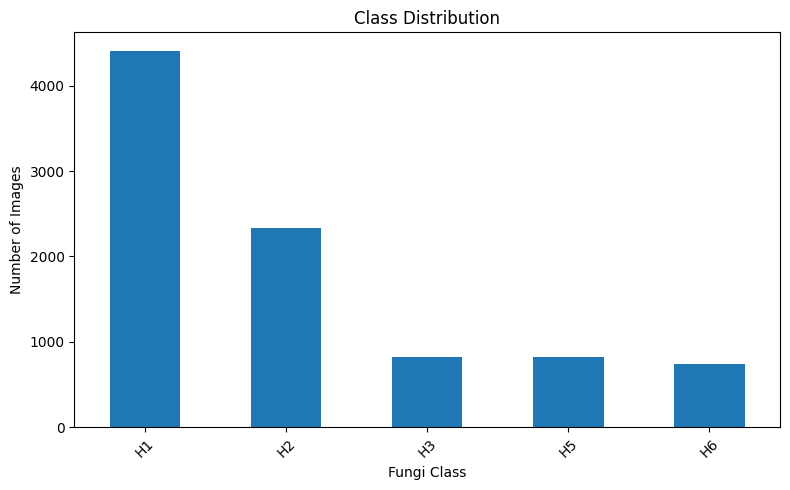 Class Distribution
Number of Images
4000
3000
2000
1000
0
H1
H2
H3
H5
H6
Fungi Class